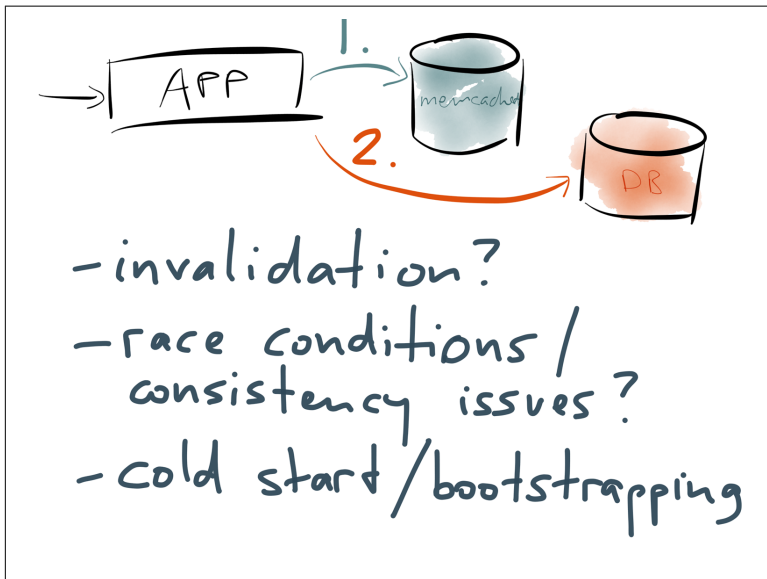 1.
APP
memcached
2.
DB
- invalidation?
- race conditions /
consistency issues?
- cold start/bootstrapping